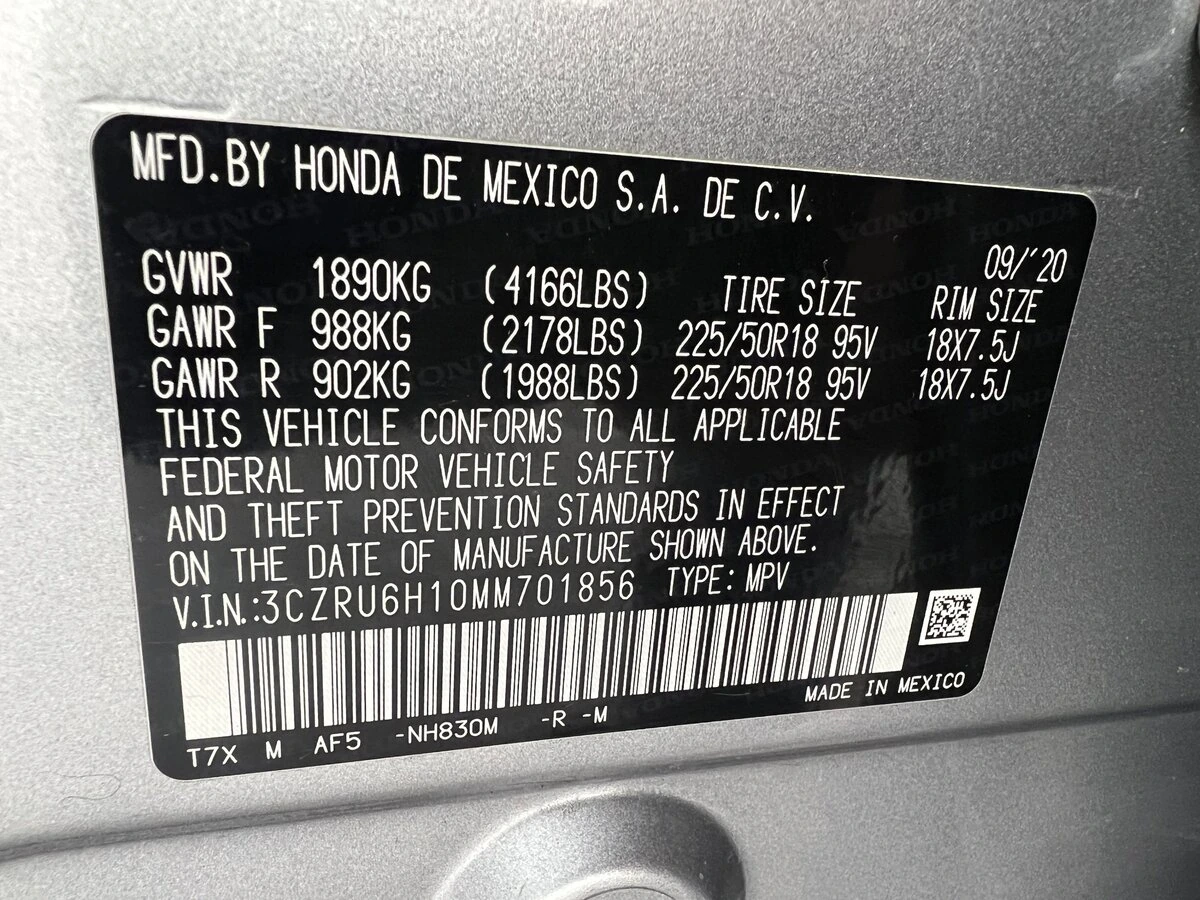 MFD.BY HONDA DE MEXICO S.A. DE C.V.
09/'20
GVWR 1890KG (4166LBS) TIRE SIZE RIM SIZE
GAWR F 988KG (2178LBS) 225/50R18 95V 18X7.5J
GAWR R 902KG (1988LBS) 225/50R18 95V 18X7.5J
THIS VEHICLE CONFORMS TO ALL APPLICABLE
FEDERAL MOTOR VEHICLE SAFETY
AND THEFT PREVENTION STANDARDS IN EFFECT
ON THE DATE OF MANUFACTURE SHOWN ABOVE.
V.I.N.:3CZRU6H10MM701856 TYPE: MPV
MADE IN MEXICO
T7X M AF5 -NH830M -R -M